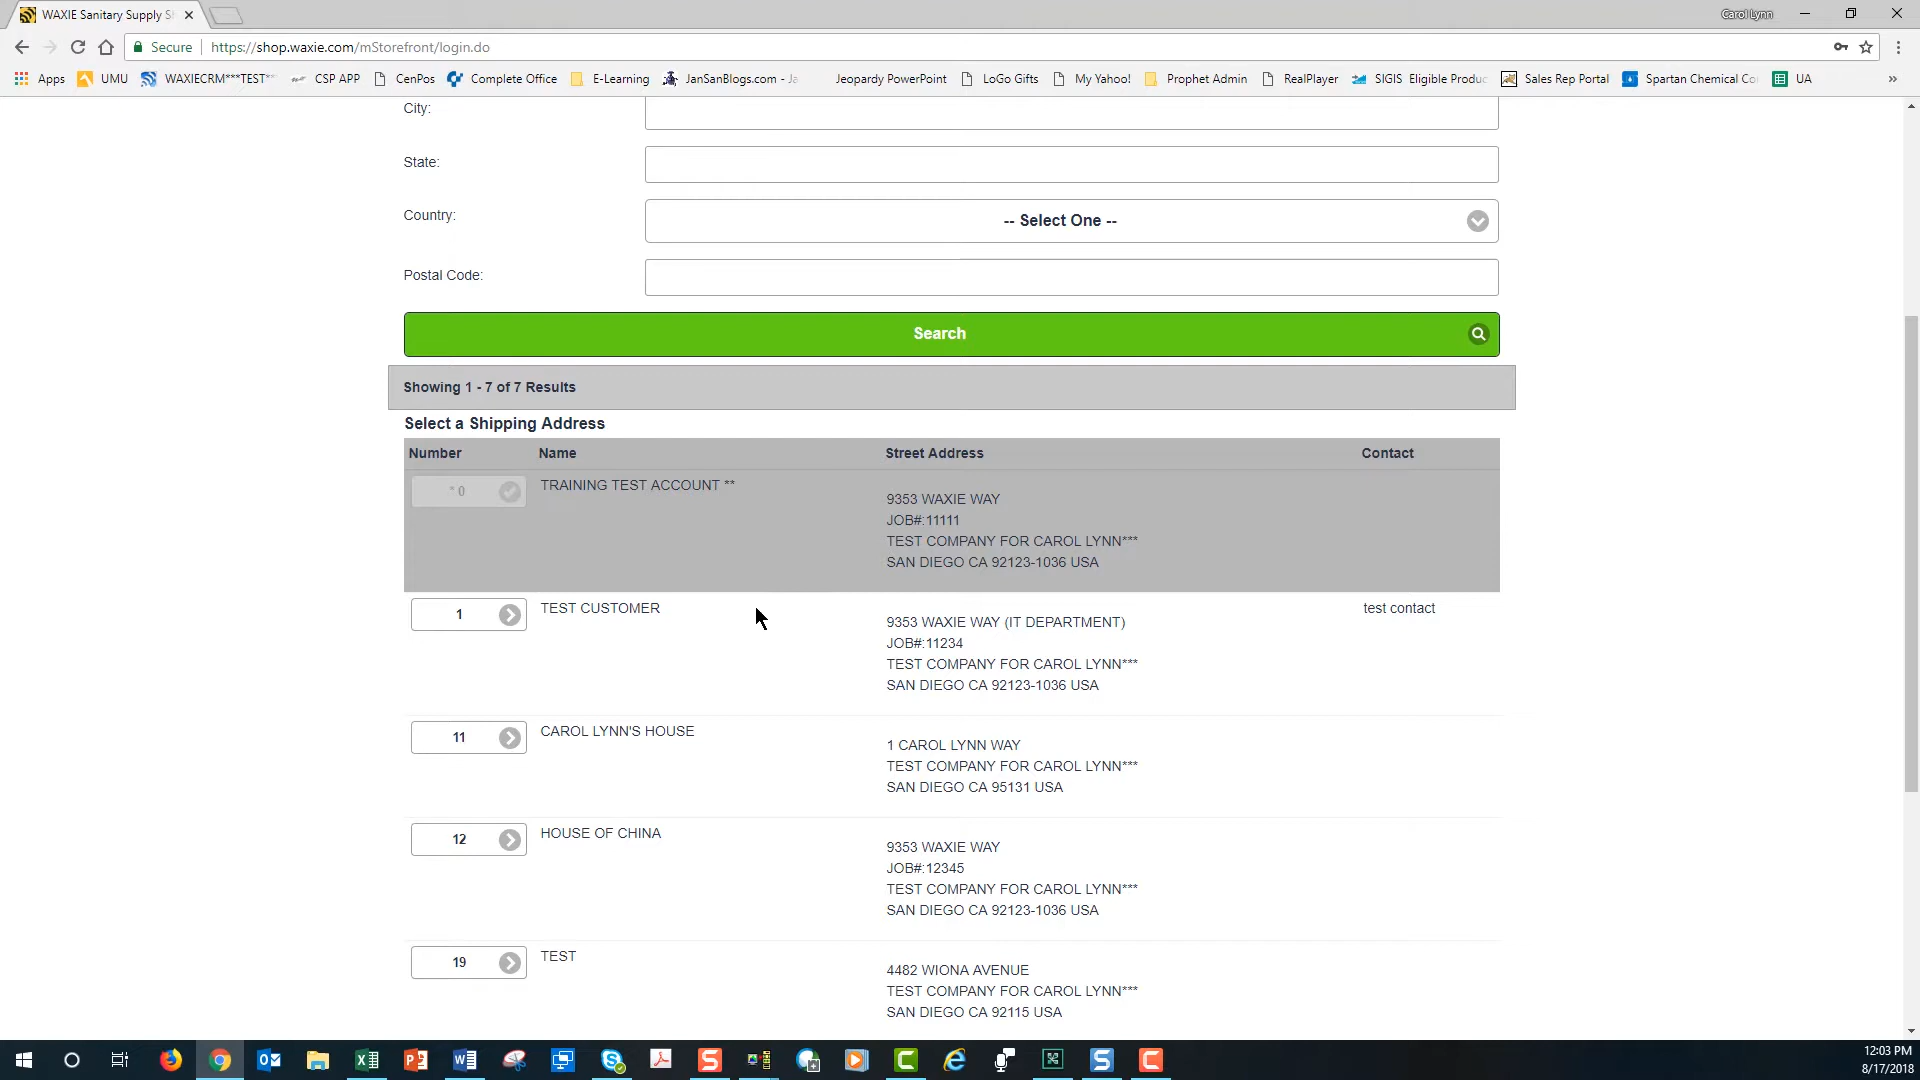 WAXIE Sanitary Supply S
Carol Lynn
Secure
https://shop.waxie.com/mStorefront/login.do
Apps
UMU
WAXIECRM***TEST**
CSP APP
CenPos
Complete Office
E-Learning
JanSanBlogs.com - Ja
Jeopardy PowerPoint
LoGo Gifts
My Yahoo!
Prophet Admin
RealPlayer
SIGIS Eligible Produc
Sales Rep Portal
Spartan Chemical Co
UA
»
City:
State:
Country:
-- Select One --
Postal Code:
Search
Showing 1 - 7 of 7 Results
Select a Shipping Address
Number Name Street Address Contact
* 0 TRAINING TEST ACCOUNT **
9353 WAXIE WAY
JOB#:11111
TEST COMPANY FOR CAROL LYNN***
SAN DIEGO CA 92123-1036 USA
1 TEST CUSTOMER test contact
9353 WAXIE WAY (IT DEPARTMENT)
JOB#:11234
TEST COMPANY FOR CAROL LYNN***
SAN DIEGO CA 92123-1036 USA
11 CAROL LYNN'S HOUSE
1 CAROL LYNN WAY
TEST COMPANY FOR CAROL LYNN***
SAN DIEGO CA 95131 USA
12 HOUSE OF CHINA
9353 WAXIE WAY
JOB#:12345
TEST COMPANY FOR CAROL LYNN***
SAN DIEGO CA 92123-1036 USA
19 TEST
4482 WIONA AVENUE
TEST COMPANY FOR CAROL LYNN***
SAN DIEGO CA 92115 USA
12:03 PM
8/17/2018